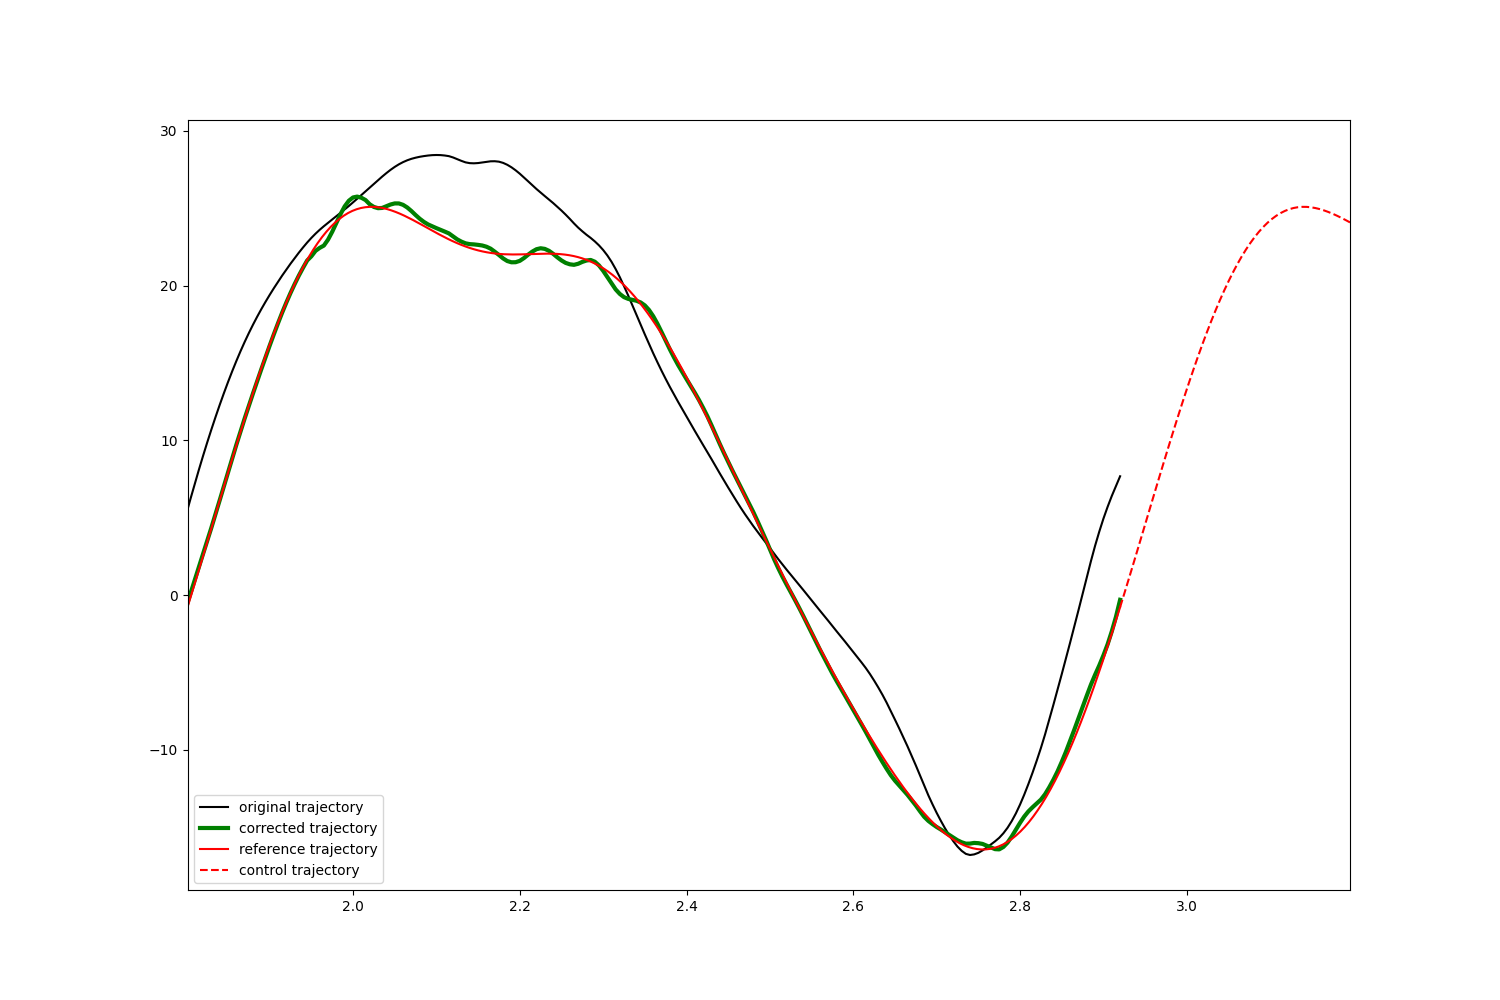 30
20
10
0
−10
original trajectory
corrected trajectory
reference trajectory
control trajectory
2.0 2.2 2.4 2.6 2.8 3.0